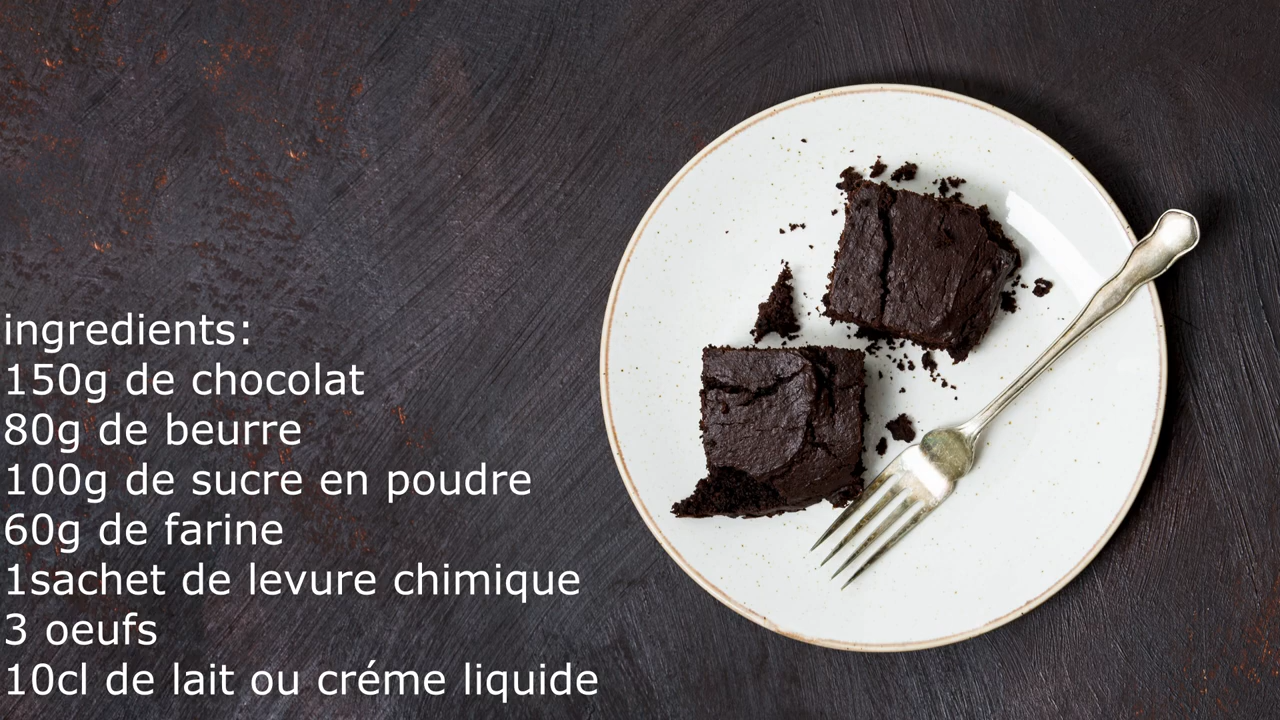 ingredients:
150g de chocolat
80g de beurre
100g de sucre en poudre
60g de farine
1sachet de levure chimique
3 oeufs
10cl de lait ou créme liquide